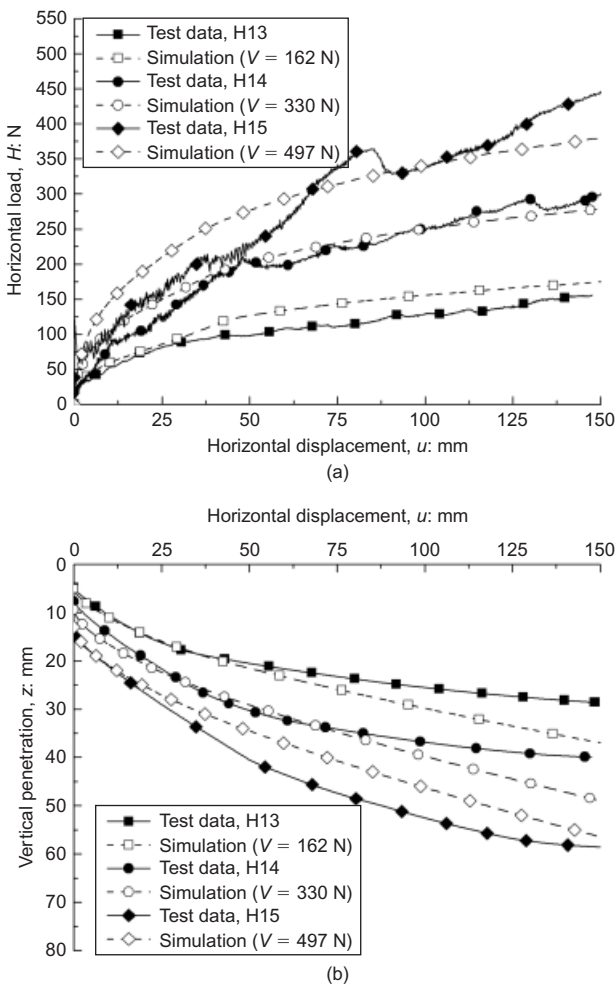 550
500
450
400
350
300
250
200
150
100
50
0
Horizontal load, H: N
Test data, H13
Simulation (V = 162 N)
Test data, H14
Simulation (V = 330 N)
Test data, H15
Simulation (V = 497 N)
0 25 50 75 100 125 150
Horizontal displacement, u: mm
(a)
Horizontal displacement, u: mm
0 25 50 75 100 125 150
0
10
20
30
40
50
60
70
80
Vertical penetration, z: mm
Test data, H13
Simulation (V = 162 N)
Test data, H14
Simulation (V = 330 N)
Test data, H15
Simulation (V = 497 N)
(b)